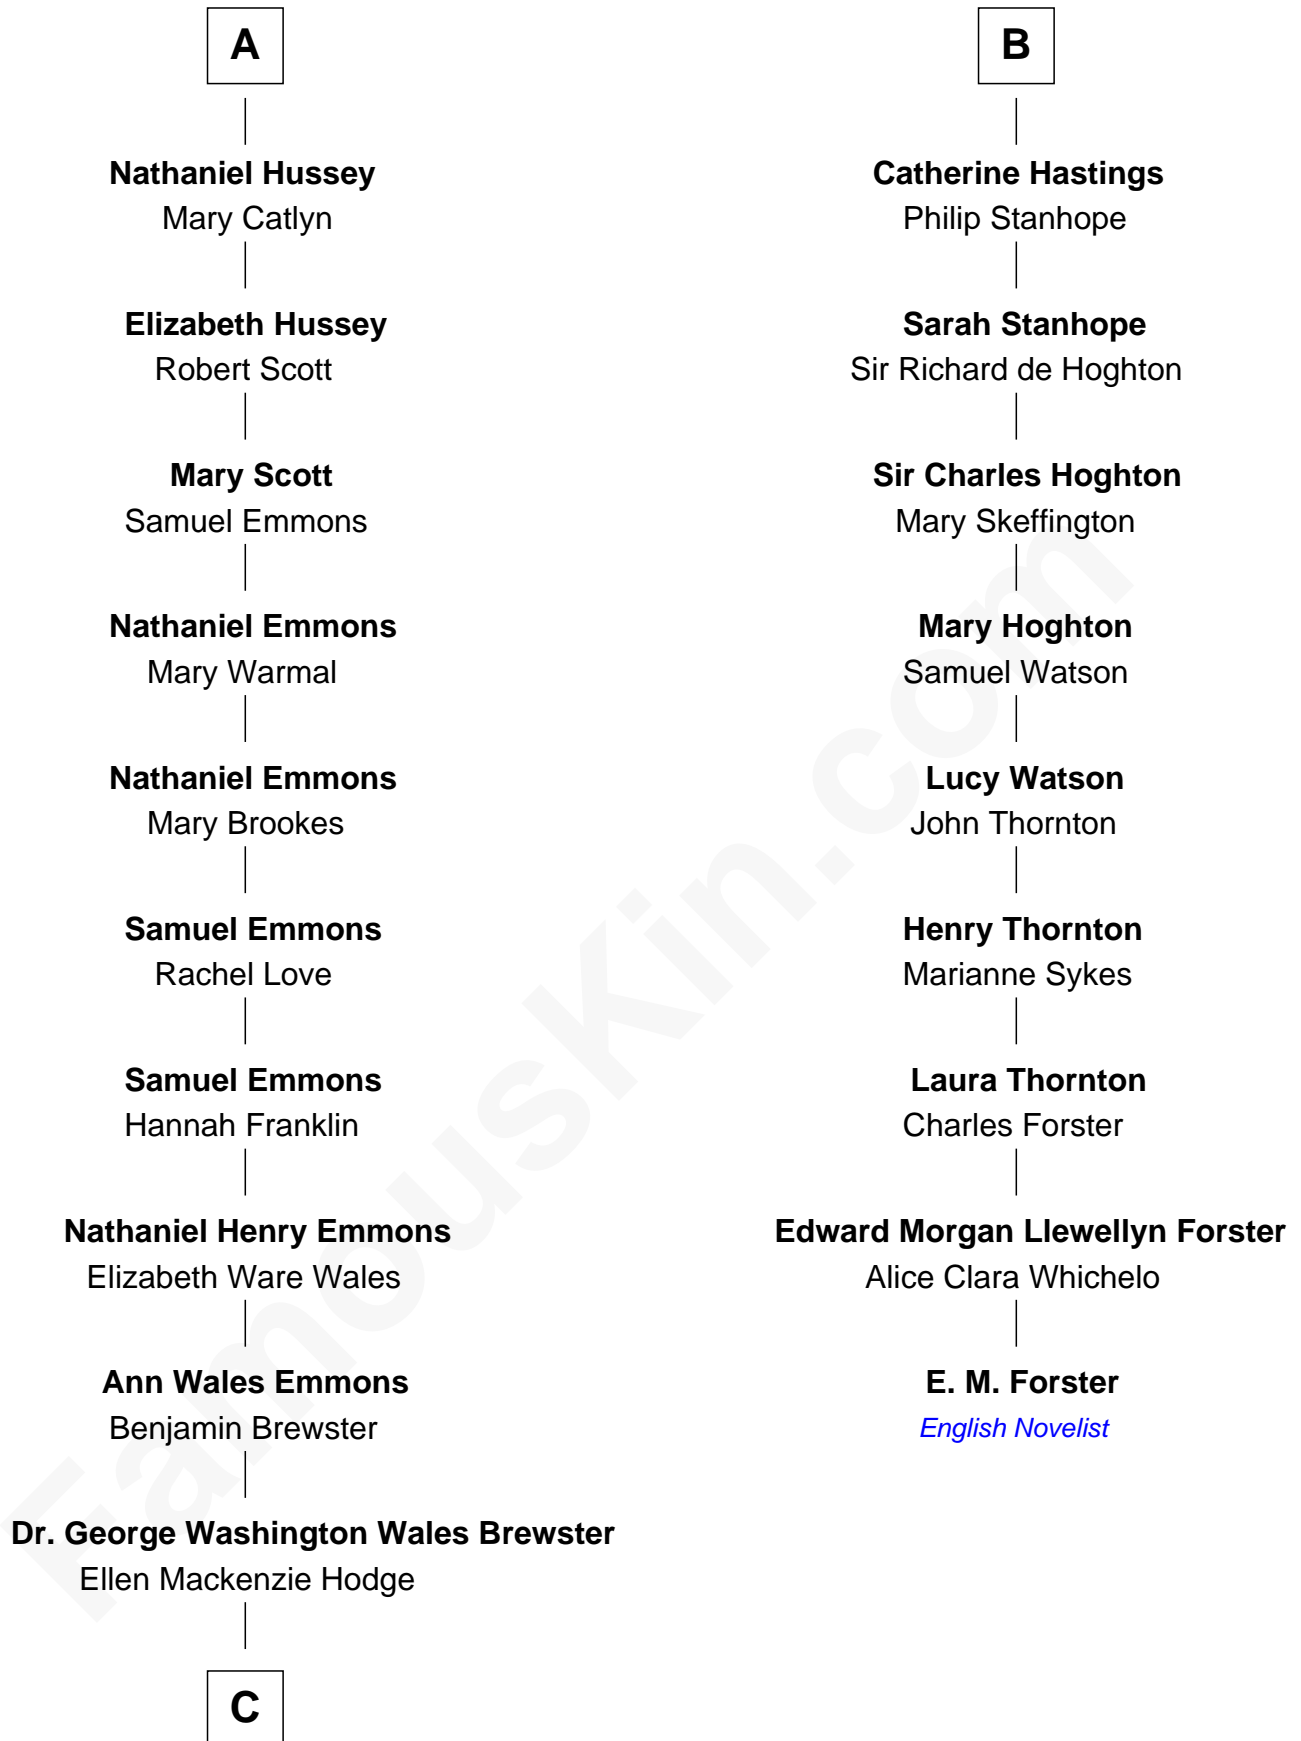 A
Nathaniel Hussey
Mary Catlyn
Elizabeth Hussey
Robert Scott
Mary Scott
Samuel Emmons
Nathaniel Emmons
Mary Warmal
Nathaniel Emmons
Mary Brookes
Samuel Emmons
Rachel Love
Samuel Emmons
Hannah Franklin
Nathaniel Henry Emmons
Elizabeth Ware Wales
Ann Wales Emmons
Benjamin Brewster
Dr. George Washington Wales Brewster
Ellen Mackenzie Hodge
C
B
Catherine Hastings
Philip Stanhope
Sarah Stanhope
Sir Richard de Hoghton
Sir Charles Hoghton
Mary Skeffington
Mary Hoghton
Samuel Watson
Lucy Watson
John Thornton
Henry Thornton
Marianne Sykes
Laura Thornton
Charles Forster
Edward Morgan Llewellyn Forster
Alice Clara Whichelo
E. M. Forster
English Novelist
FamousKin.com